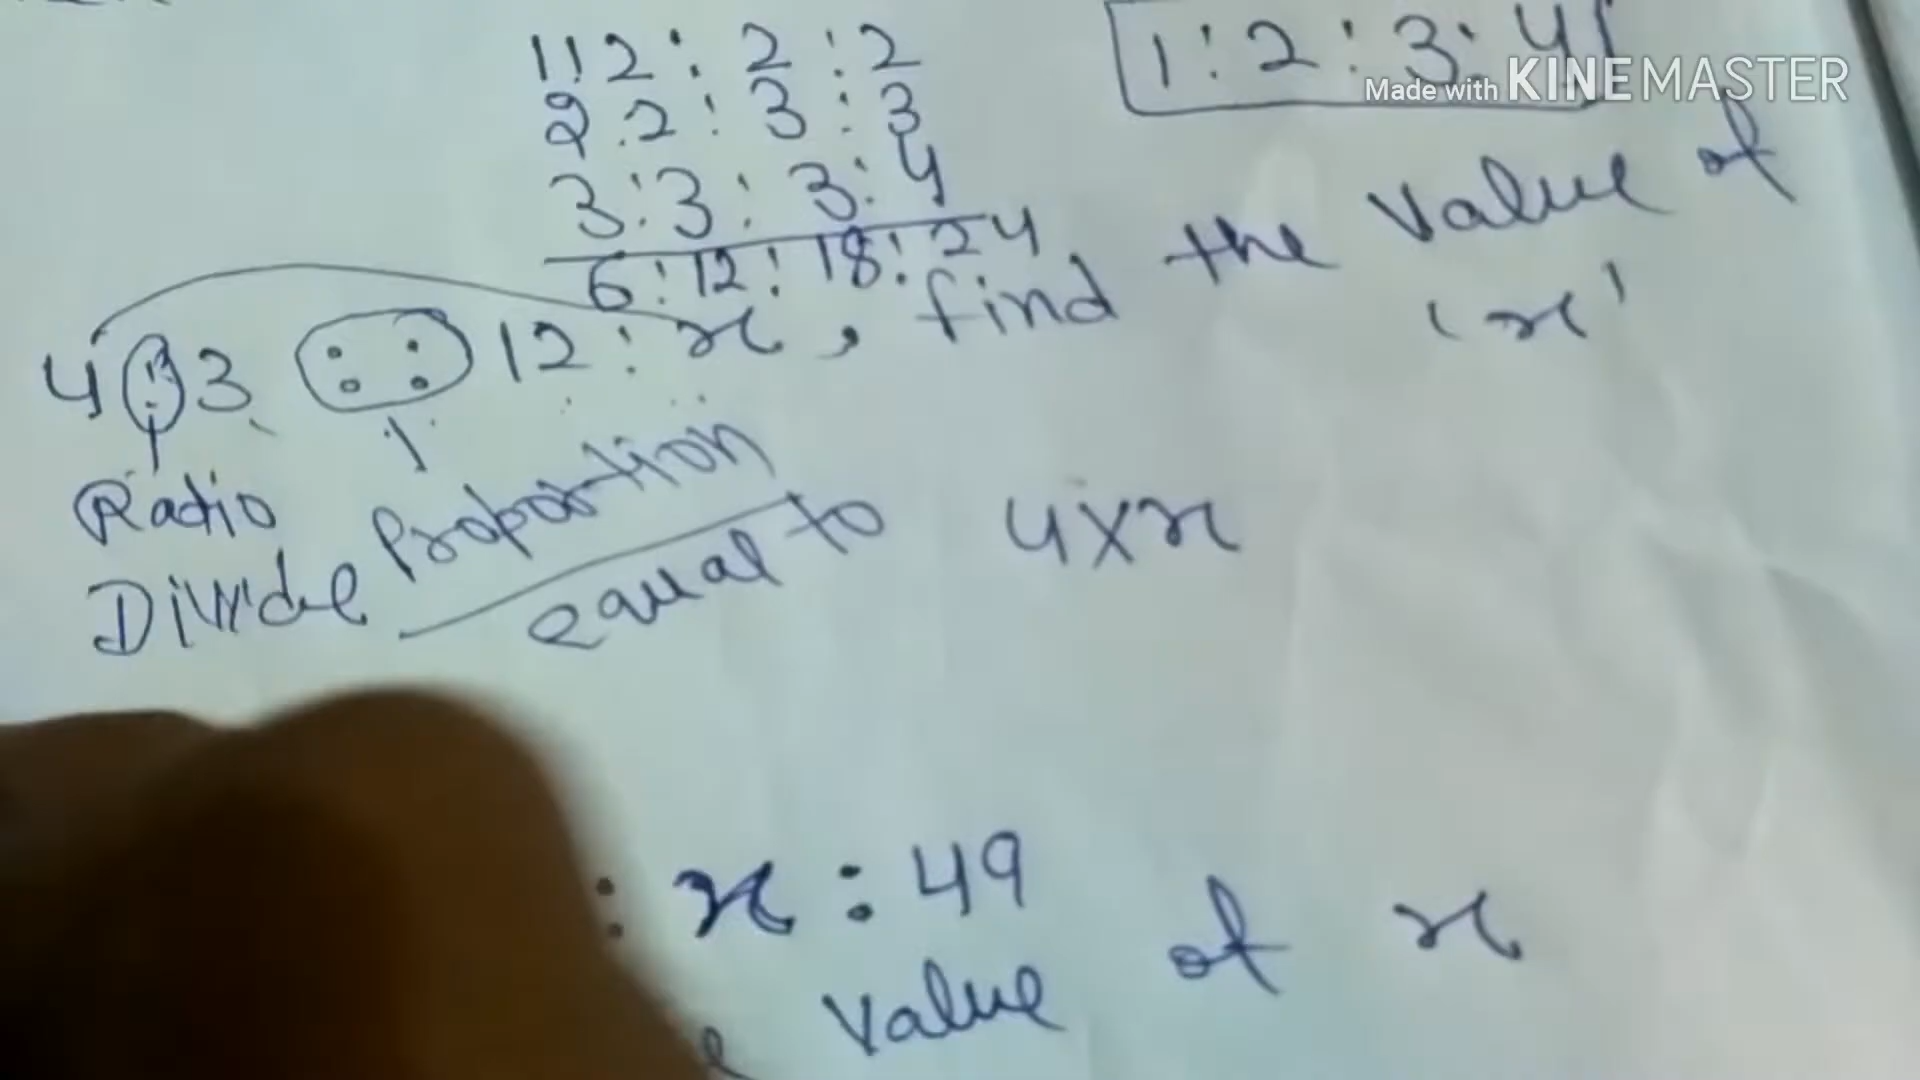 1:2 : 2 : 2
2:2 : 3 : 3
3:3 : 3 : 4
6:12 : 18 : 24
1 : 2 : 3 : 4
Made with KINEMASTER
4 : 3 :: 12 : x , find the value of
'x'
Radio
Divide
Proportion
equal to
4×x
: x : 49
value of x